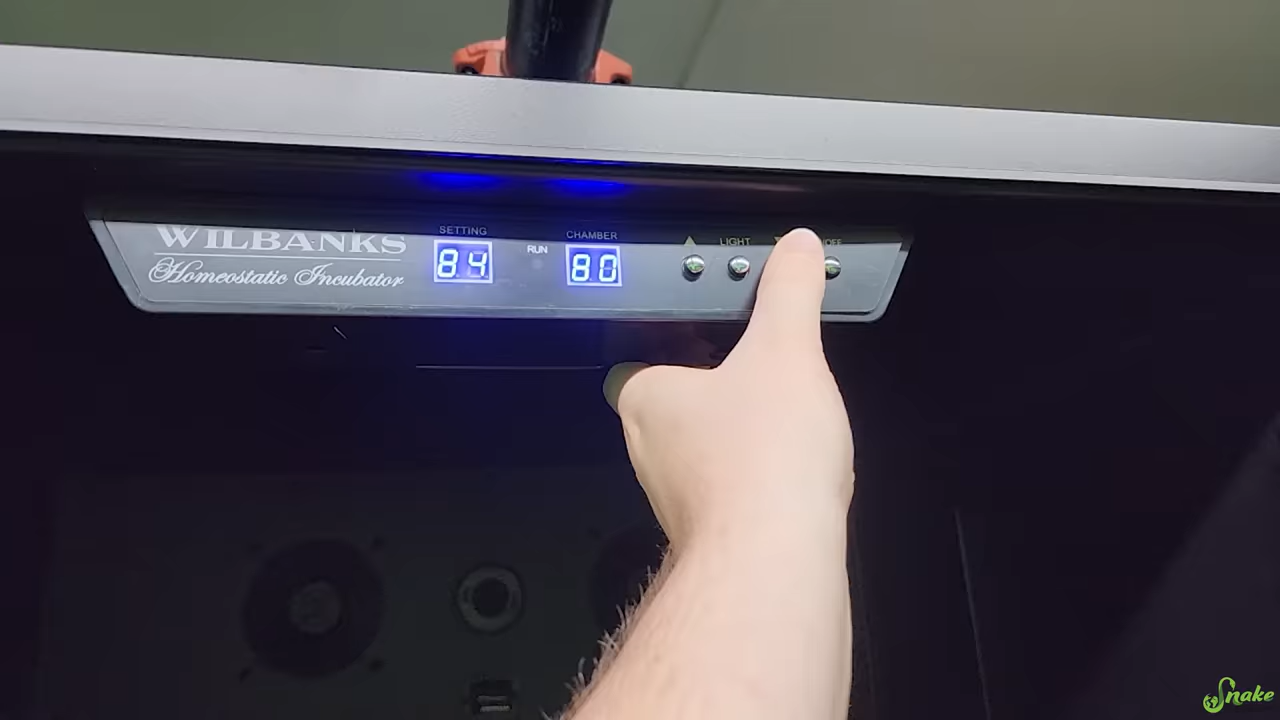 WILBANKS
Homeostatic Incubator
SETTING
84
RUN
CHAMBER
80
LIGHT
Snake